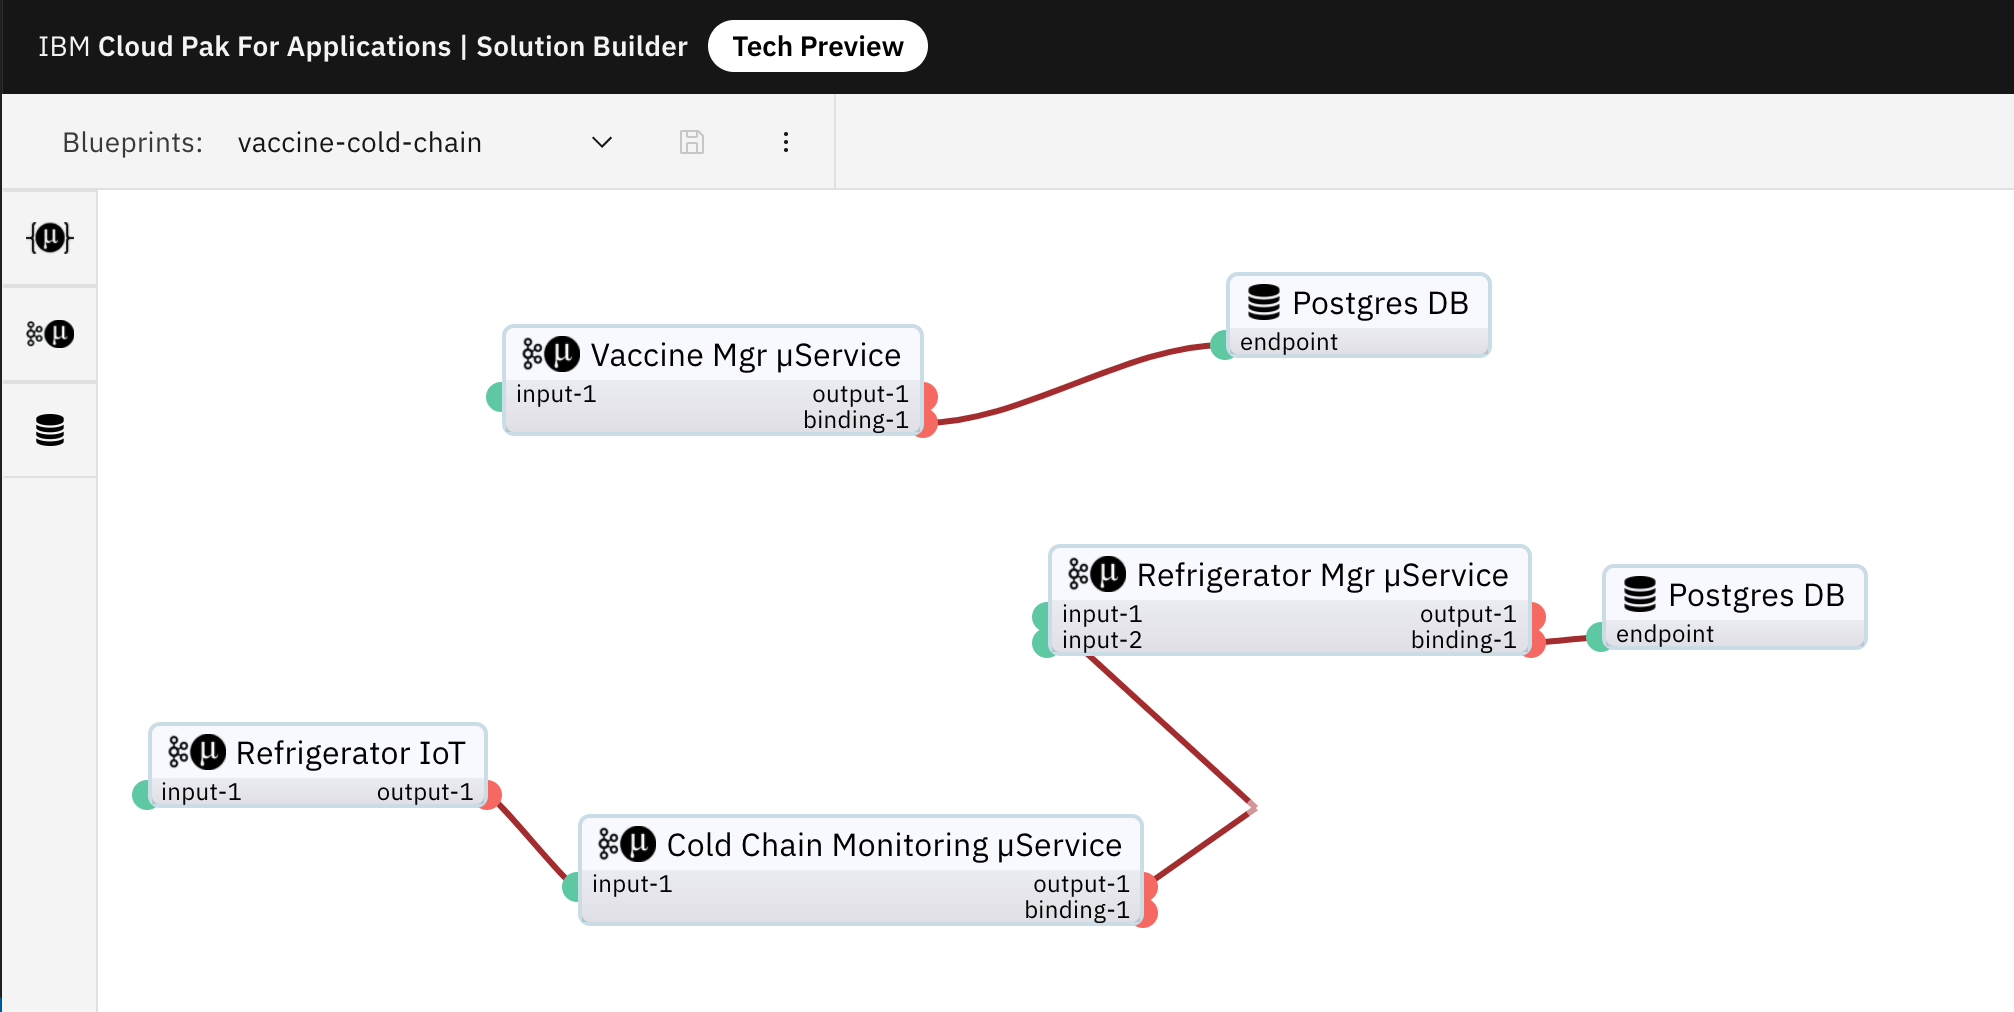 IBM Cloud Pak For Applications | Solution Builder Tech Preview
Blueprints: vaccine-cold-chain
{µ}
µ
Postgres DB
endpoint
µ Vaccine Mgr µService
input-1 output-1
binding-1
µ Refrigerator Mgr µService
input-1 output-1
input-2 binding-1
Postgres DB
endpoint
µ Refrigerator IoT
input-1 output-1
µ Cold Chain Monitoring µService
input-1 output-1
binding-1